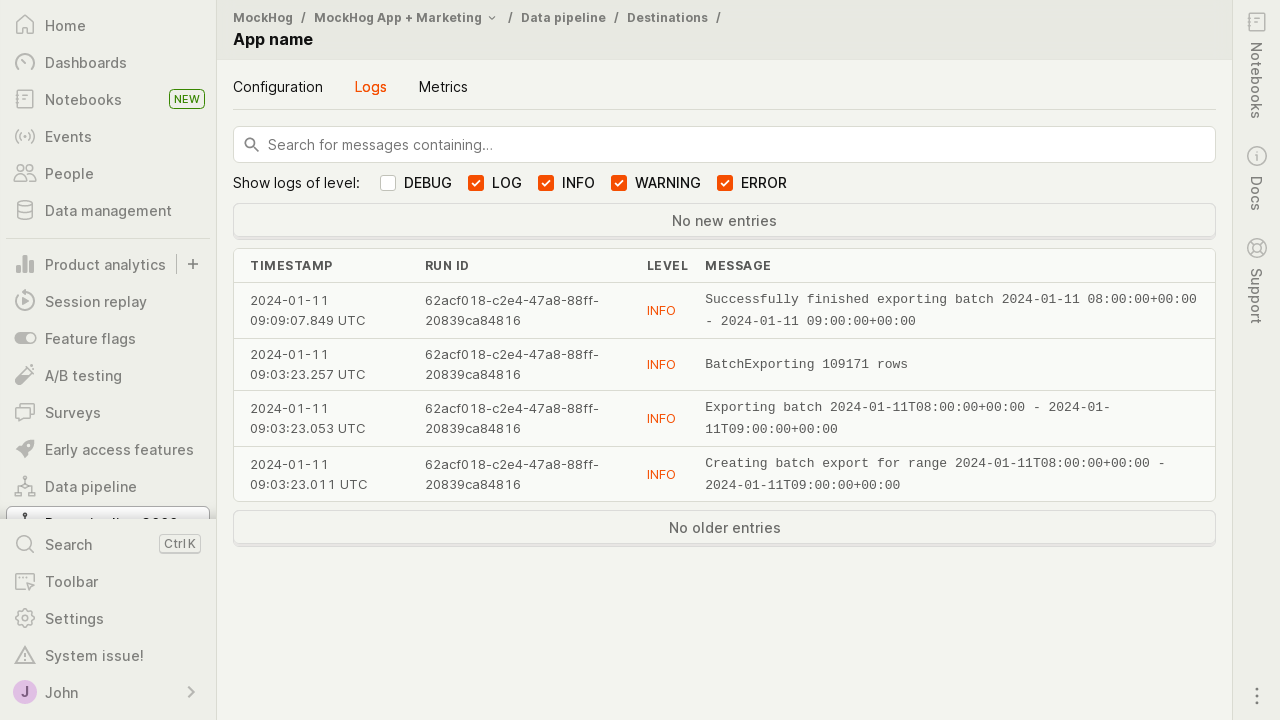 Home
Dashboards
Notebooks NEW
Events
People
Data management
Product analytics
Session replay
Feature flags
A/B testing
Surveys
Early access features
Data pipeline
Search Ctrl K
Toolbar
Settings
System issue!
J John
MockHog / MockHog App + Marketing / Data pipeline / Destinations /
App name
Configuration Logs Metrics
Search for messages containing…
Show logs of level: DEBUG LOG INFO WARNING ERROR
No new entries
TIMESTAMP RUN ID LEVEL MESSAGE
2024-01-11 62acf018-c2e4-47a8-88ff- INFO Successfully finished exporting batch 2024-01-11 08:00:00+00:00
09:09:07.849 UTC 20839ca84816 - 2024-01-11 09:00:00+00:00
2024-01-11 62acf018-c2e4-47a8-88ff- INFO BatchExporting 109171 rows
09:03:23.257 UTC 20839ca84816
2024-01-11 62acf018-c2e4-47a8-88ff- INFO Exporting batch 2024-01-11T08:00:00+00:00 - 2024-01-
09:03:23.053 UTC 20839ca84816 11T09:00:00+00:00
2024-01-11 62acf018-c2e4-47a8-88ff- INFO Creating batch export for range 2024-01-11T08:00:00+00:00 -
09:03:23.011 UTC 20839ca84816 2024-01-11T09:00:00+00:00
No older entries
Notebooks
Docs
Support